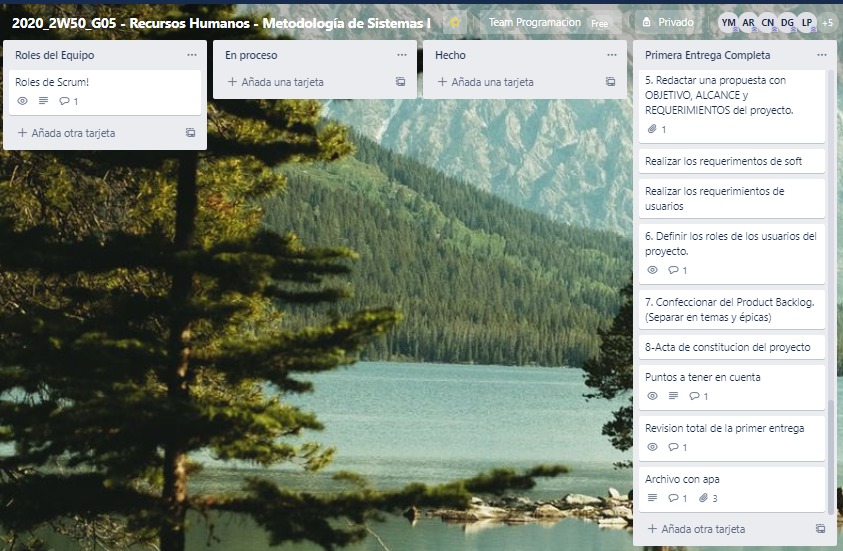 2020_2W50_G05 - Recursos Humanos - Metodología de Sistemas I
Team Programacion Free
Privado
YM AR CN DG LP +5
Roles del Equipo
Roles de Scrum!
1
+ Añada otra tarjeta
En proceso
+ Añada una tarjeta
Hecho
+ Añada una tarjeta
Primera Entrega Completa
5. Redactar una propuesta con
OBJETIVO, ALCANCE y
REQUERIMIENTOS del proyecto.
1
Realizar los requerimentos de soft
Realizar los requerimientos de
usuarios
6. Definir los roles de los usuarios del
proyecto.
1
7. Confeccionar del Product Backlog.
(Separar en temas y épicas)
8-Acta de constitucion del proyecto
Puntos a tener en cuenta
1
Revision total de la primer entrega
1
Archivo con apa
1 3
+ Añada otra tarjeta